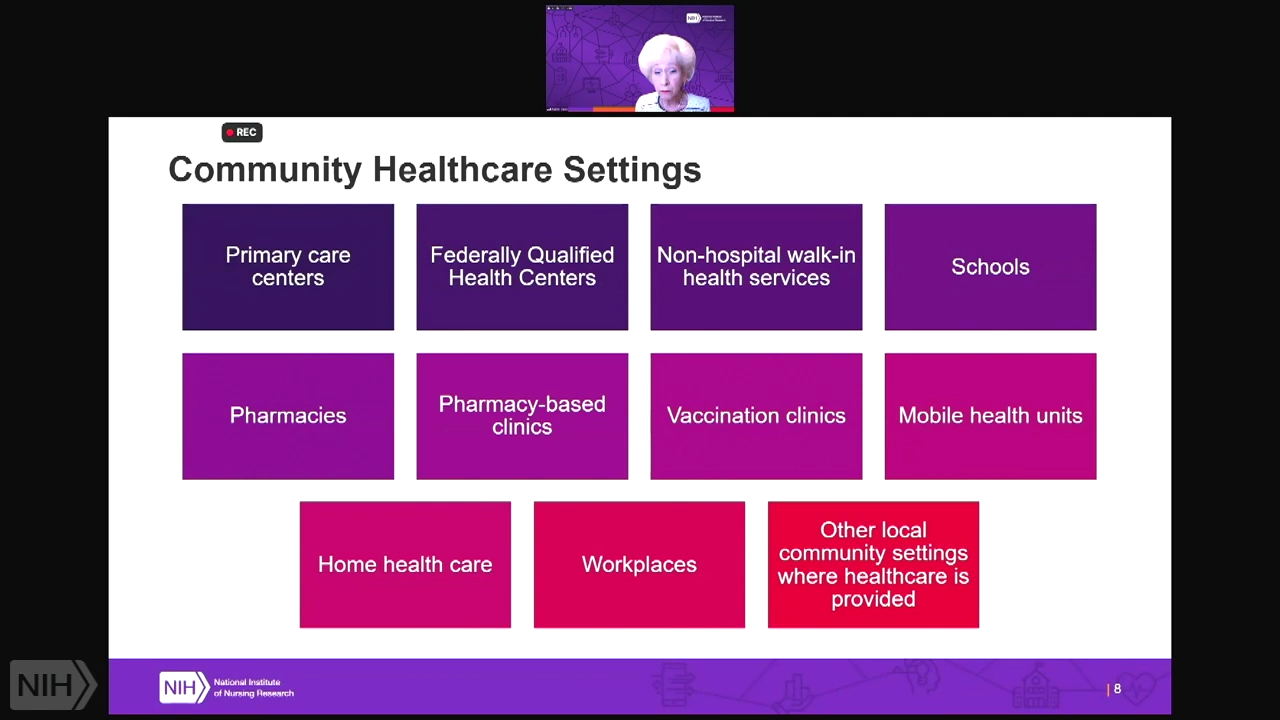 NIH
REC
Community Healthcare Settings
Primary care
centers
Federally Qualified
Health Centers
Non-hospital walk-in
health services
Schools
Pharmacies
Pharmacy-based
clinics
Vaccination clinics
Mobile health units
Home health care
Workplaces
Other local
community settings
where healthcare is
provided
NIH
NIH
National Institute
of Nursing Research
| 8